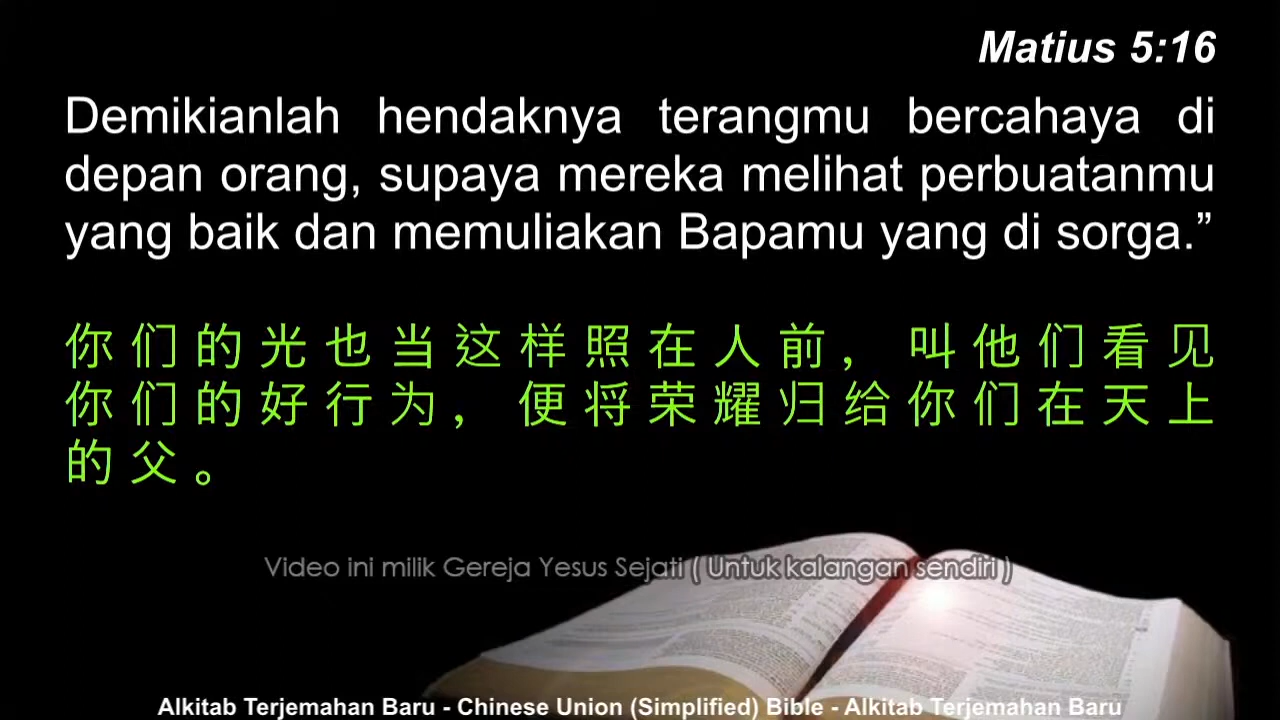 Matius 5:16
Demikianlah hendaknya terangmu bercahaya di
depan orang, supaya mereka melihat perbuatanmu
yang baik dan memuliakan Bapamu yang di sorga.”
你们的光也当这样照在人前，叫他们看见
你们的好行为，便将荣耀归给你们在天上
的父。
Video ini milik Gereja Yesus Sejati ( Untuk kalangan sendiri )
Alkitab Terjemahan Baru - Chinese Union (Simplified) Bible - Alkitab Terjemahan Baru